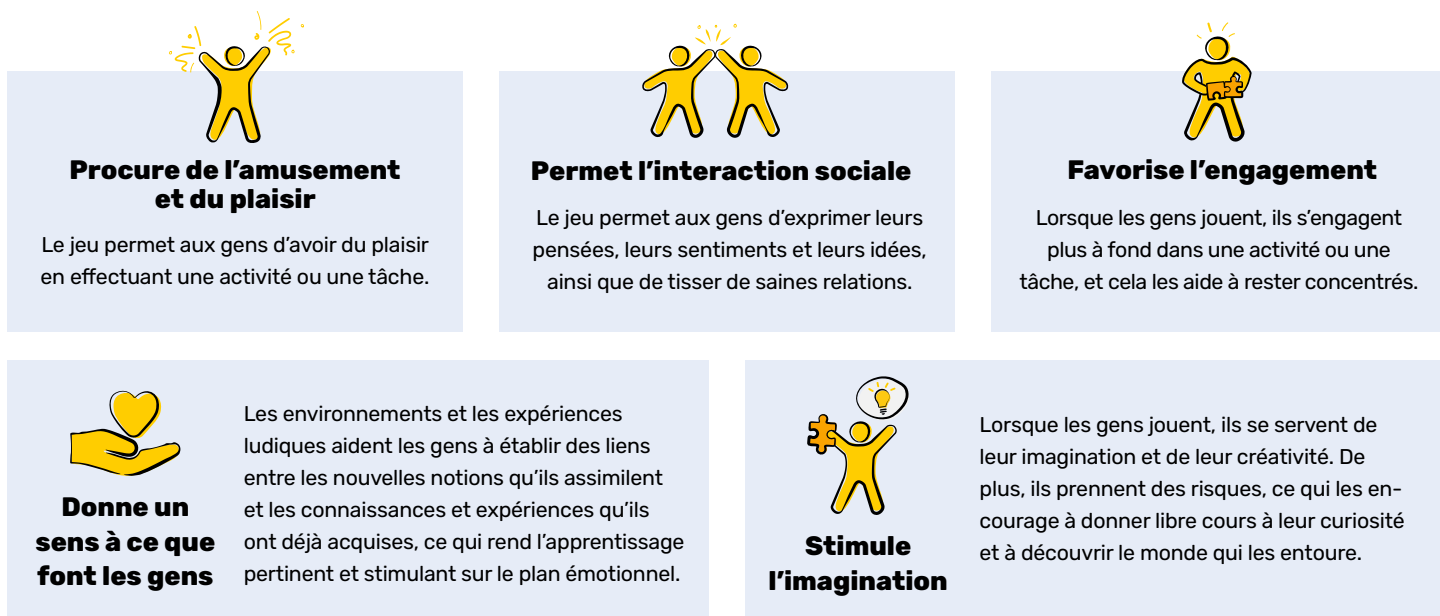 Procure de l’amusement
et du plaisir
Le jeu permet aux gens d’avoir du plaisir
en effectuant une activité ou une tâche.
Permet l’interaction sociale
Le jeu permet aux gens d’exprimer leurs
pensées, leurs sentiments et leurs idées,
ainsi que de tisser de saines relations.
Favorise l’engagement
Lorsque les gens jouent, ils s’engagent
plus à fond dans une activité ou une
tâche, et cela les aide à rester concentrés.
Donne un
sens à ce que
font les gens
Les environnements et les expériences
ludiques aident les gens à établir des liens
entre les nouvelles notions qu’ils assimilent
et les connaissances et expériences qu’ils
ont déjà acquises, ce qui rend l’apprentissage
pertinent et stimulant sur le plan émotionnel.
Stimule
l’imagination
Lorsque les gens jouent, ils se servent de
leur imagination et de leur créativité. De
plus, ils prennent des risques, ce qui les en-
courage à donner libre cours à leur curiosité
et à découvrir le monde qui les entoure.